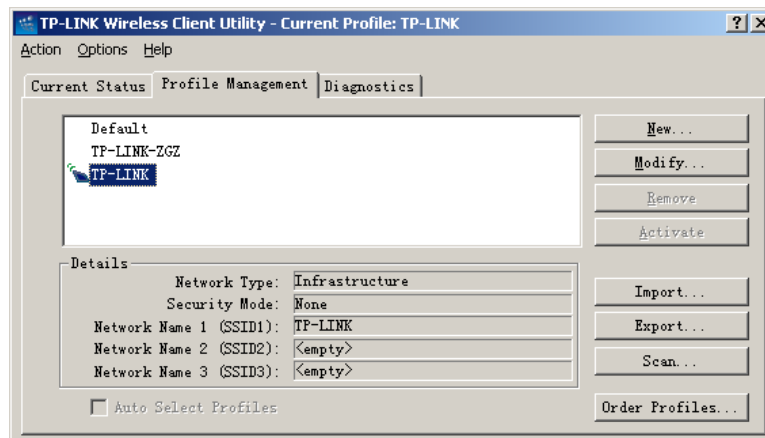 TP-LINK Wireless Client Utility - Current Profile: TP-LINK
Action Options Help
Current Status Profile Management Diagnostics
Default
TP-LINK-ZGZ
TP-LINK
New...
Modify...
Remove
Activate
Details
Network Type: Infrastructure
Security Mode: None
Network Name 1 (SSID1): TP-LINK
Network Name 2 (SSID2): <empty>
Network Name 3 (SSID3): <empty>
Import...
Export...
Scan...
Auto Select Profiles
Order Profiles...